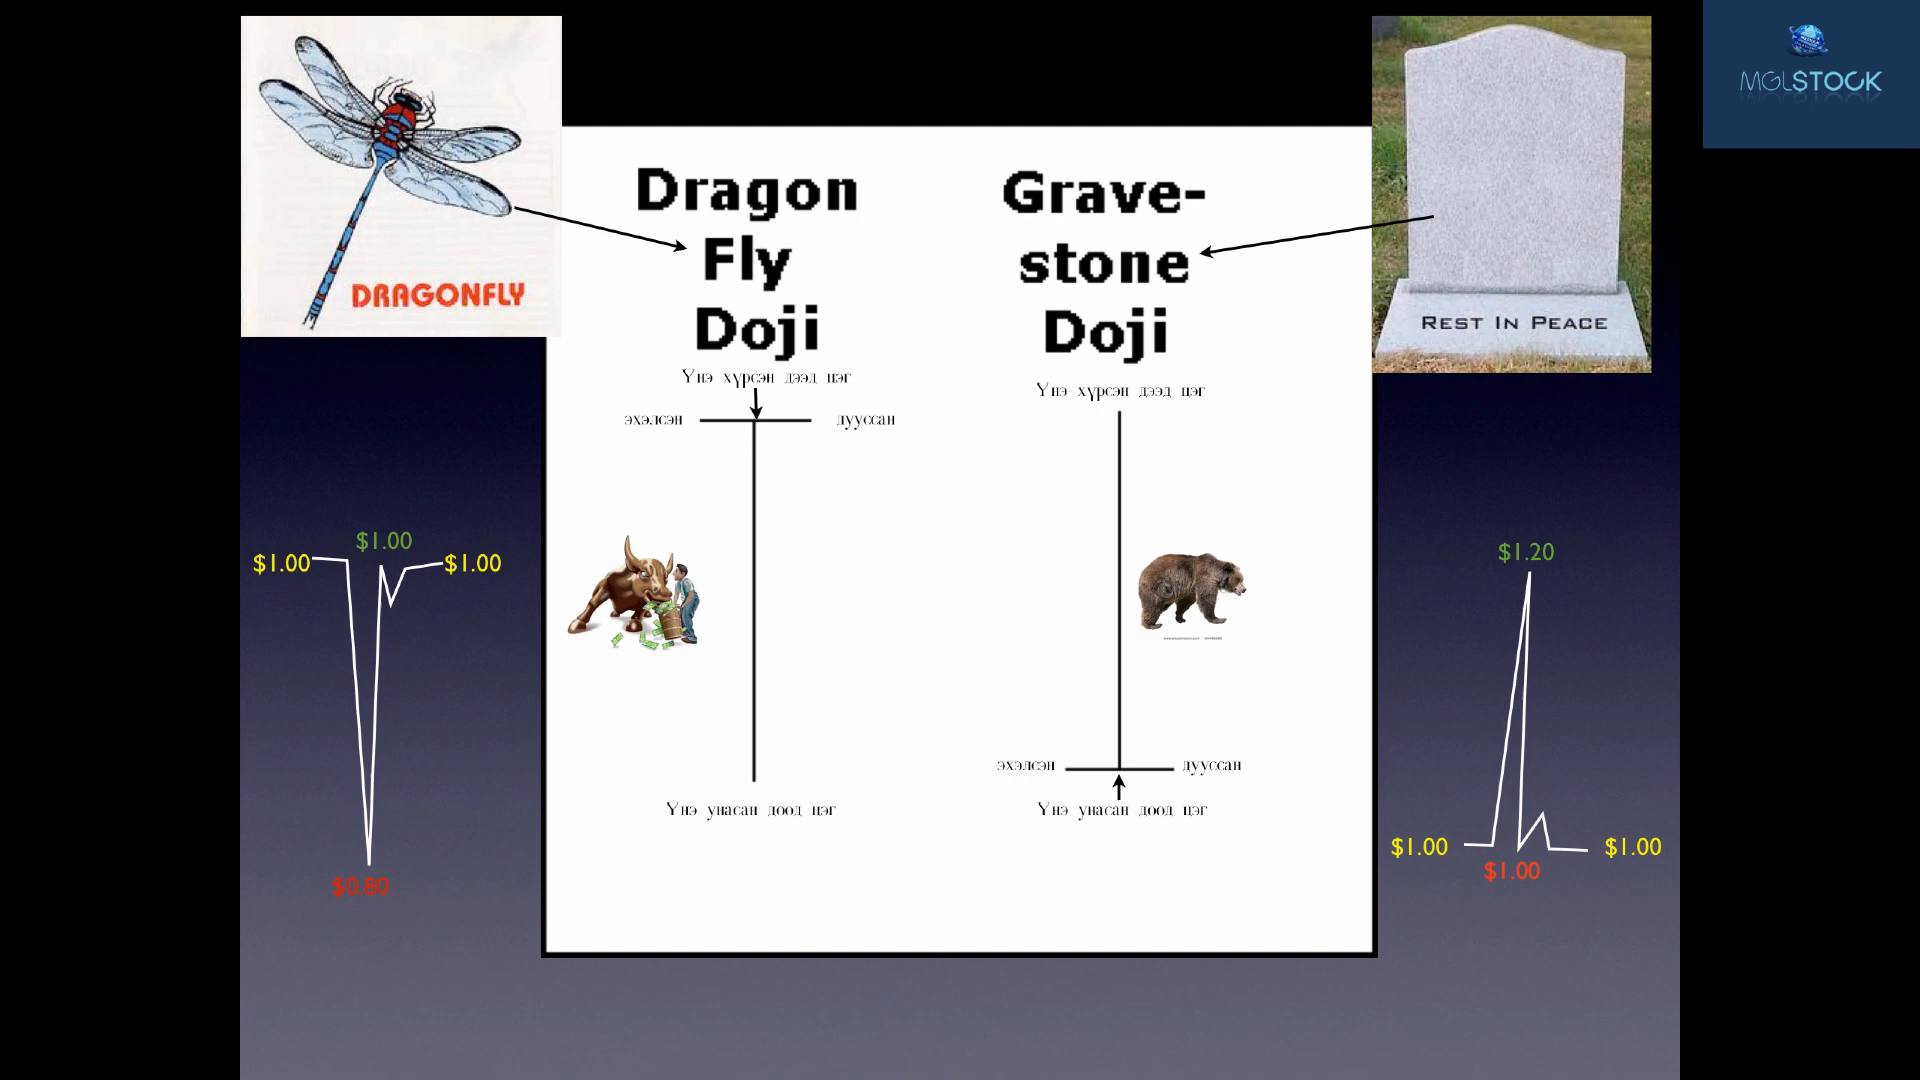 MGLSTOCK
DRAGONFLY
REST IN PEACE
Dragon
Fly
Doji
Үнэ хүрсэн дээд цэг
эхэлсэн
дууссан
Үнэ унасан доод цэг
Grave-
stone
Doji
Үнэ хүрсэн дээд цэг
эхэлсэн
дууссан
Үнэ унасан доод цэг
$1.00
$1.00
$1.00
$0.80
$1.20
$1.00
$1.00
$1.00